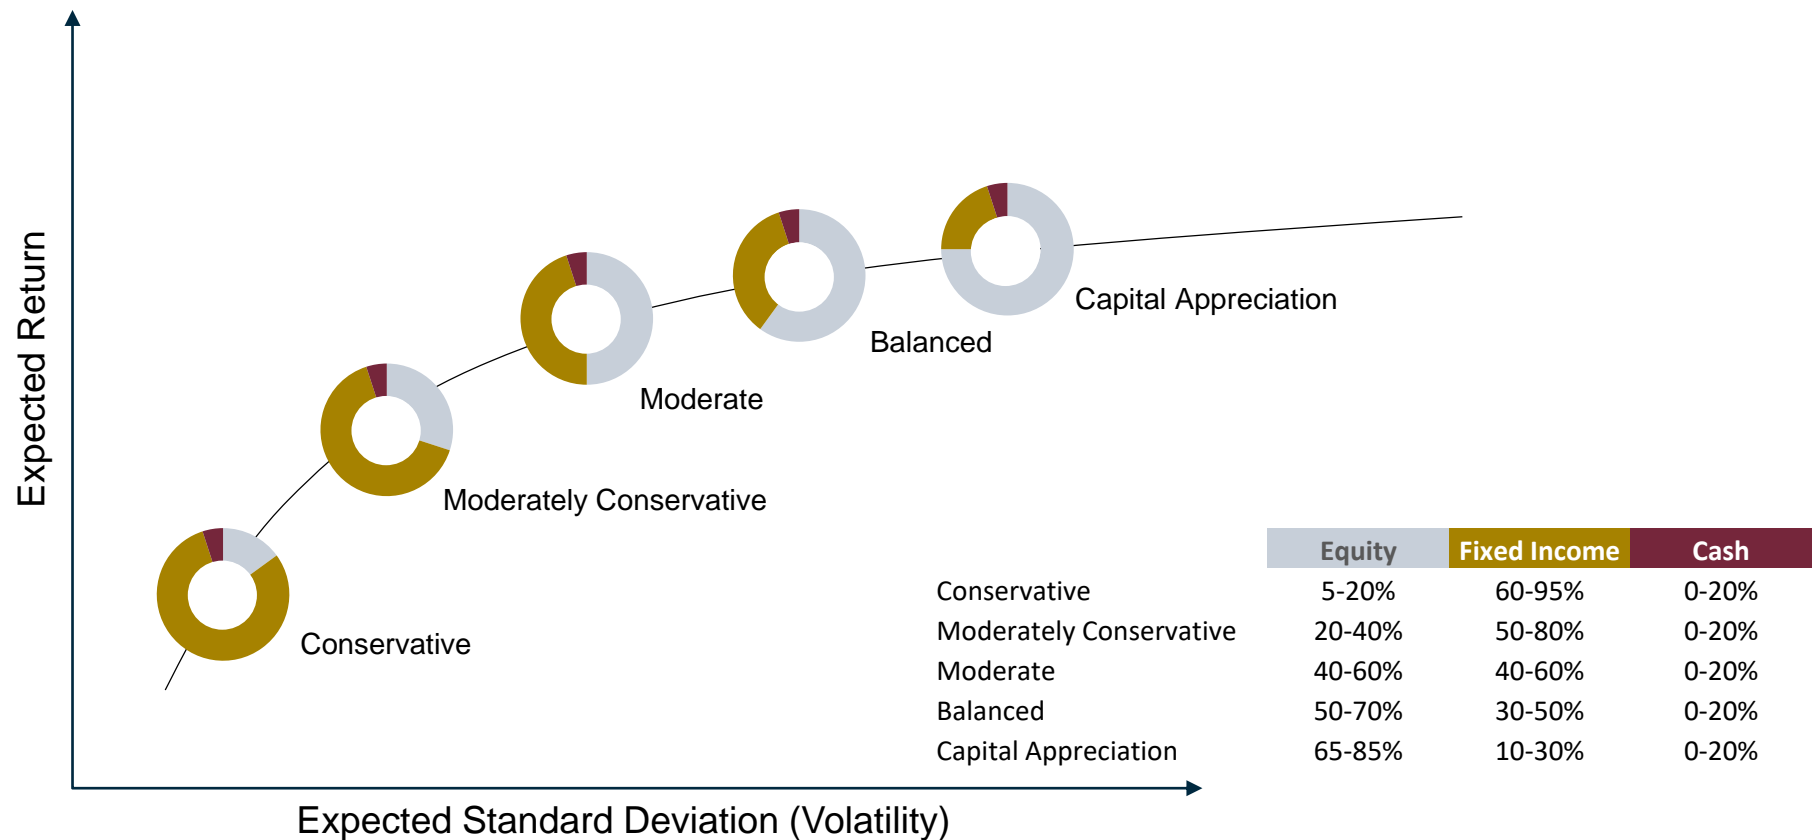 Expected Return
Capital Appreciation
Balanced
Moderate
Moderately Conservative
Conservative
Equity Fixed Income Cash
Conservative 5-20% 60-95% 0-20%
Moderately Conservative 20-40% 50-80% 0-20%
Moderate 40-60% 40-60% 0-20%
Balanced 50-70% 30-50% 0-20%
Capital Appreciation 65-85% 10-30% 0-20%
Expected Standard Deviation (Volatility)